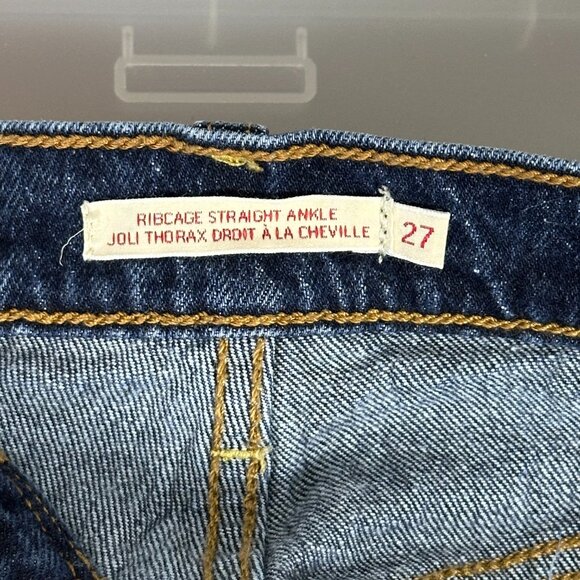 RIBCAGE STRAIGHT ANKLE
JOLI THORAX DROIT À LA CHEVILLE
27